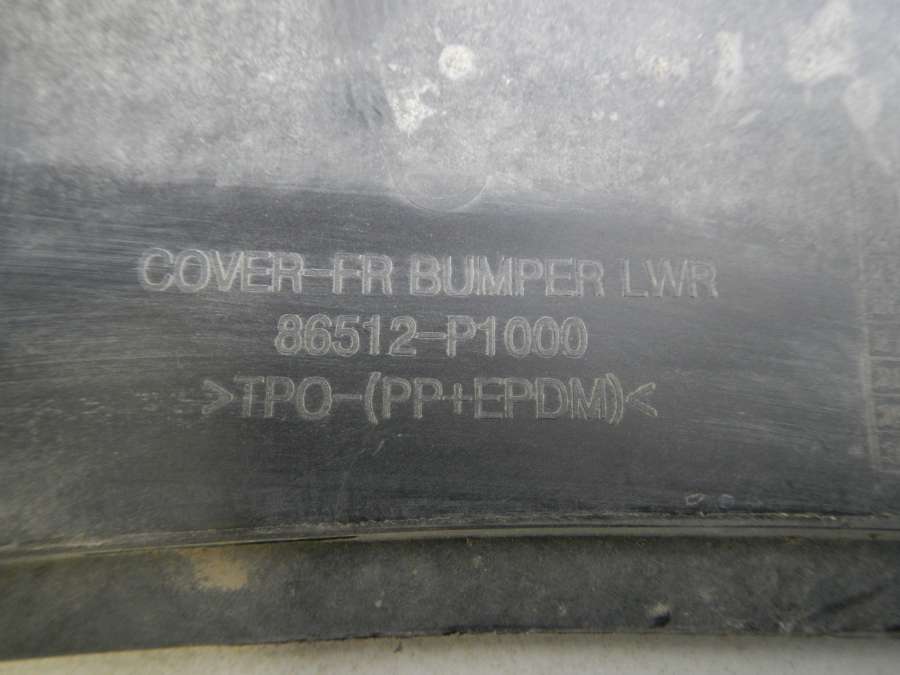 COVER-FR BUMPER LWR
86512-P1000
>TPO-(PP+EPDM)<